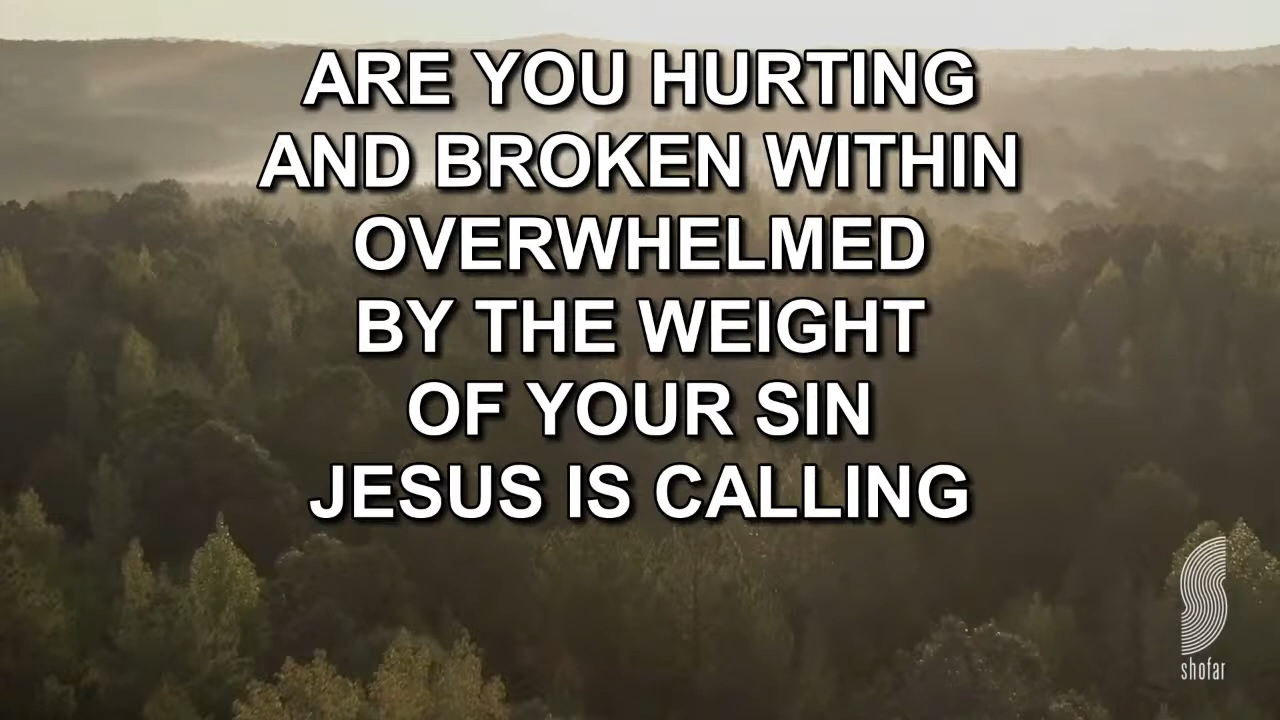 ARE YOU HURTING
AND BROKEN WITHIN
OVERWHELMED
BY THE WEIGHT
OF YOUR SIN
JESUS IS CALLING
shofar